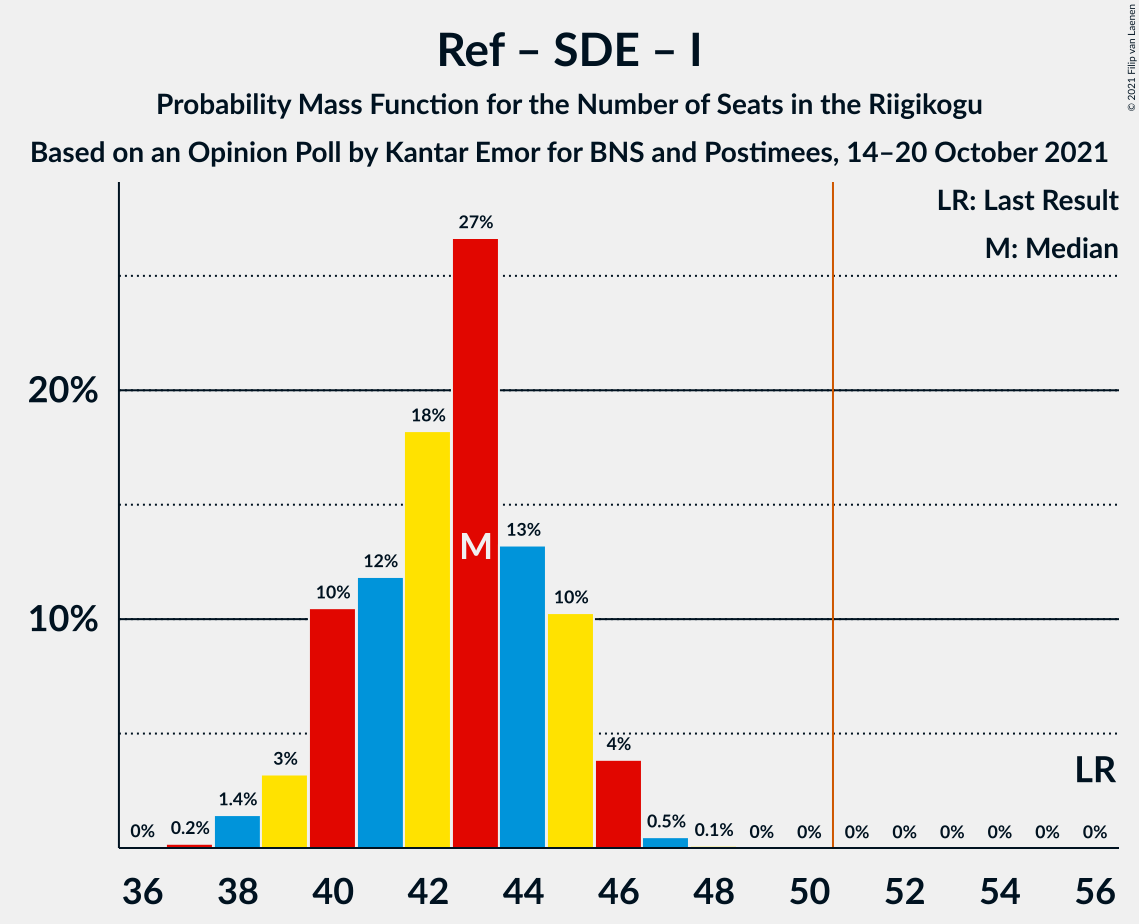 Ref – SDE – I
Probability Mass Function for the Number of Seats in the Riigikogu
Based on an Opinion Poll by Kantar Emor for BNS and Postimees, 14–20 October 2021
© 2021 Filip van Laenen
LR: Last Result
M: Median
27%
20%
18%
M
13%
12%
10%
10%
10%
4%
3%
LR
1.4%
0% 0.2% 0.5% 0.1% 0% 0% 0% 0% 0% 0% 0% 0%
36 38 40 42 44 46 48 50 52 54 56